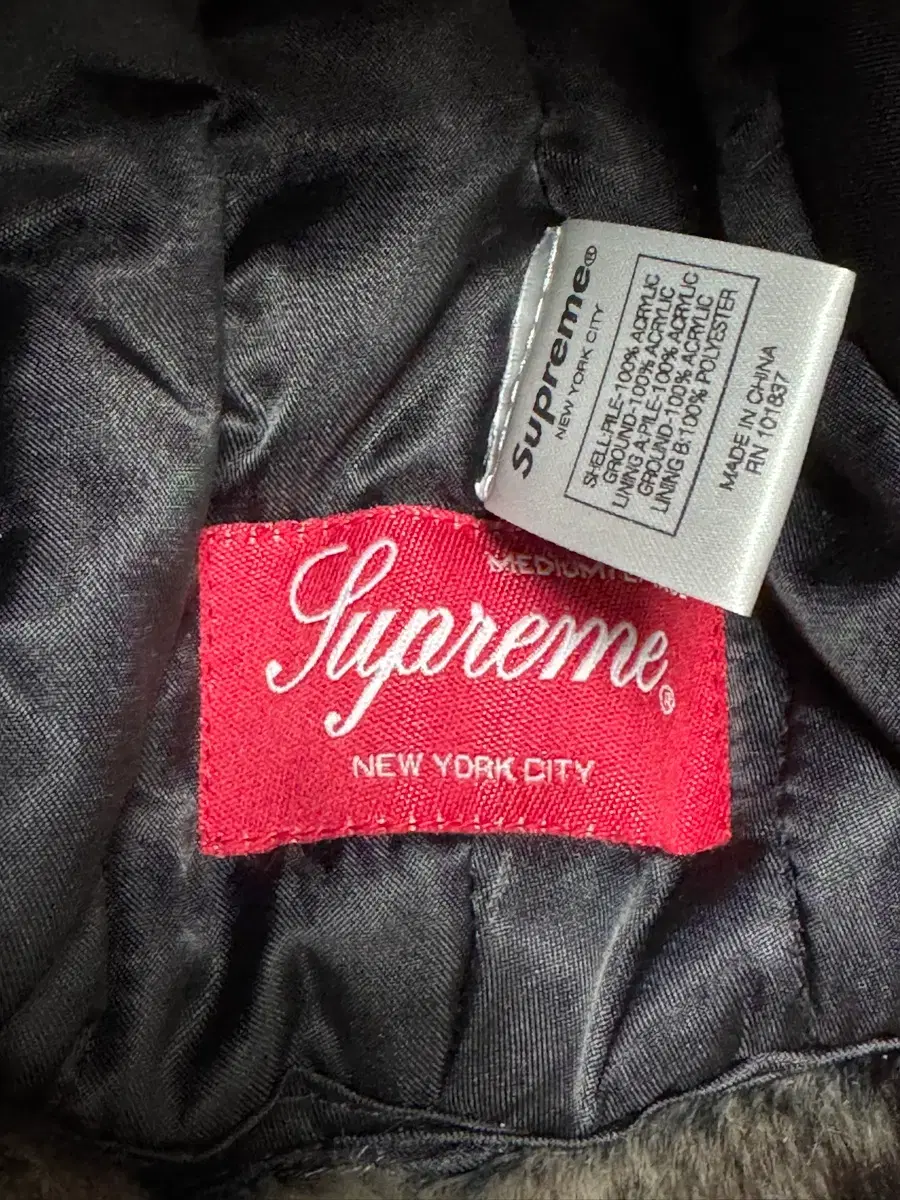 Supreme®
NEW YORK CITY
SHELL:PILE-100% ACRYLIC
GROUND-100% ACRYLIC
LINING A:PILE-100% ACRYLIC
GROUND-100% ACRYLIC
LINING B:100% POLYESTER
MADE IN CHINA
RN 101837
MEDIUM
Supreme®
NEW YORK CITY